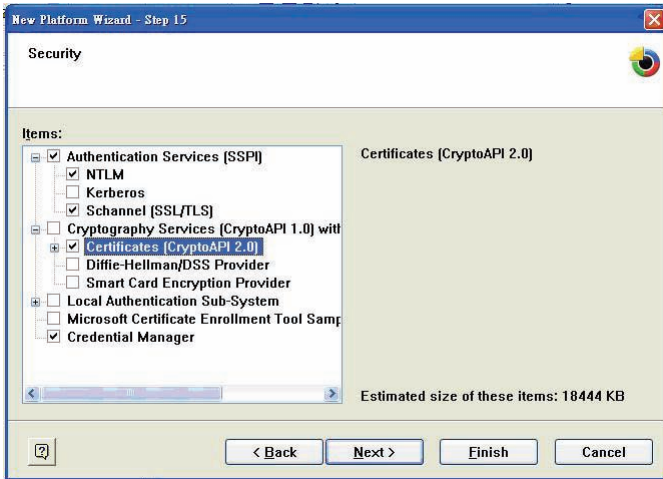 New Platform Wizard - Step 15
Security
Items:
Authentication Services (SSPI)
NTLM
Kerberos
Schannel (SSL/TLS)
Cryptography Services (CryptoAPI 1.0) with
Certificates (CryptoAPI 2.0)
Diffie-Hellman/DSS Provider
Smart Card Encryption Provider
Local Authentication Sub-System
Microsoft Certificate Enrollment Tool Samp
Credential Manager
Certificates (CryptoAPI 2.0)
Estimated size of these items: 18444 KB
< Back
Next >
Finish
Cancel